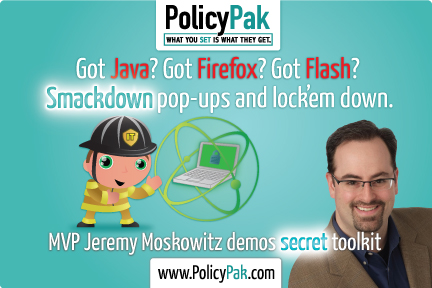 PolicyPak
WHAT YOU SET IS WHAT THEY GET.
Got Java? Got Firefox? Got Flash?
Smackdown pop-ups and lock'em down.
MVP Jeremy Moskowitz demos secret toolkit
www.PolicyPak.com